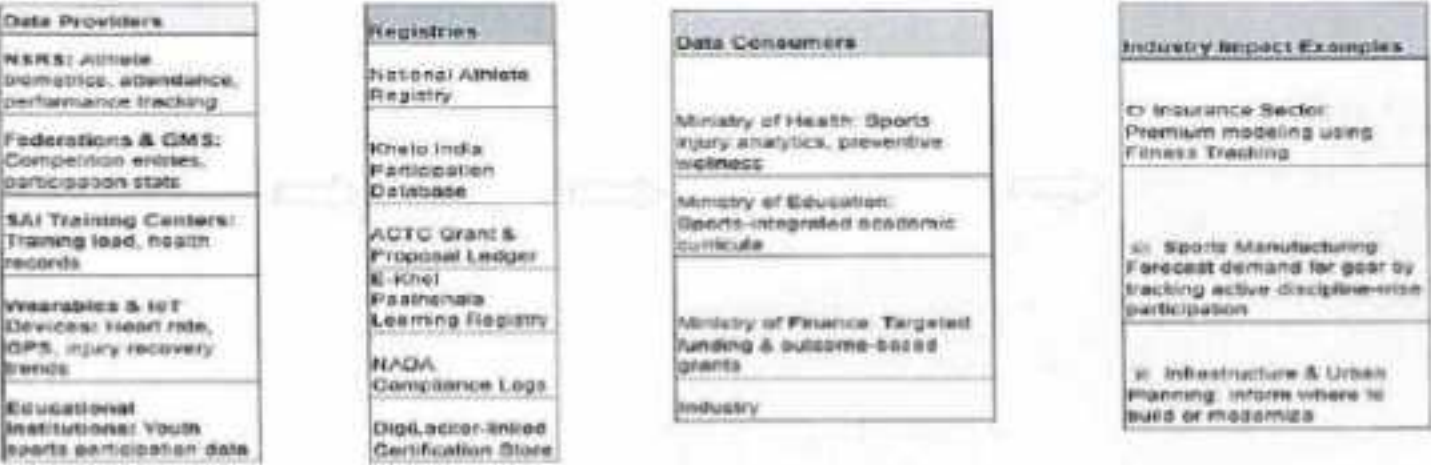 Data Providers
NSRS: Athlete
biometrics, attendance,
performance tracking
Federations & GMS:
Competition entries,
participation stats
SAI Training Centers:
Training load, health
records
Wearables & IoT
Devices: Heart rate,
GPS, injury recovery
trends
Educational
Institutions: Youth
sports participation data
Registries
National Athlete
Registry
Khelo India
Participation
Database
ACTC Grant &
Proposal Ledger
E-Khel
Paathshala
Learning Registry
NADA
Compliance Logs
DigiLocker-linked
Certification Store
Data Consumers
Ministry of Health: Sports
injury analytics, preventive
wellness
Ministry of Education:
Sports-integrated academic
curricula
Ministry of Finance: Targeted
funding & outcome-based
grants
Industry
Industry Impact Examples
Insurance Sector:
Premium modeling using
Fitness Tracking
Sports Manufacturing:
Forecast demand for gear by
tracking active discipline-wise
participation
Infrastructure & Urban
Planning: Inform where to
build or modernize